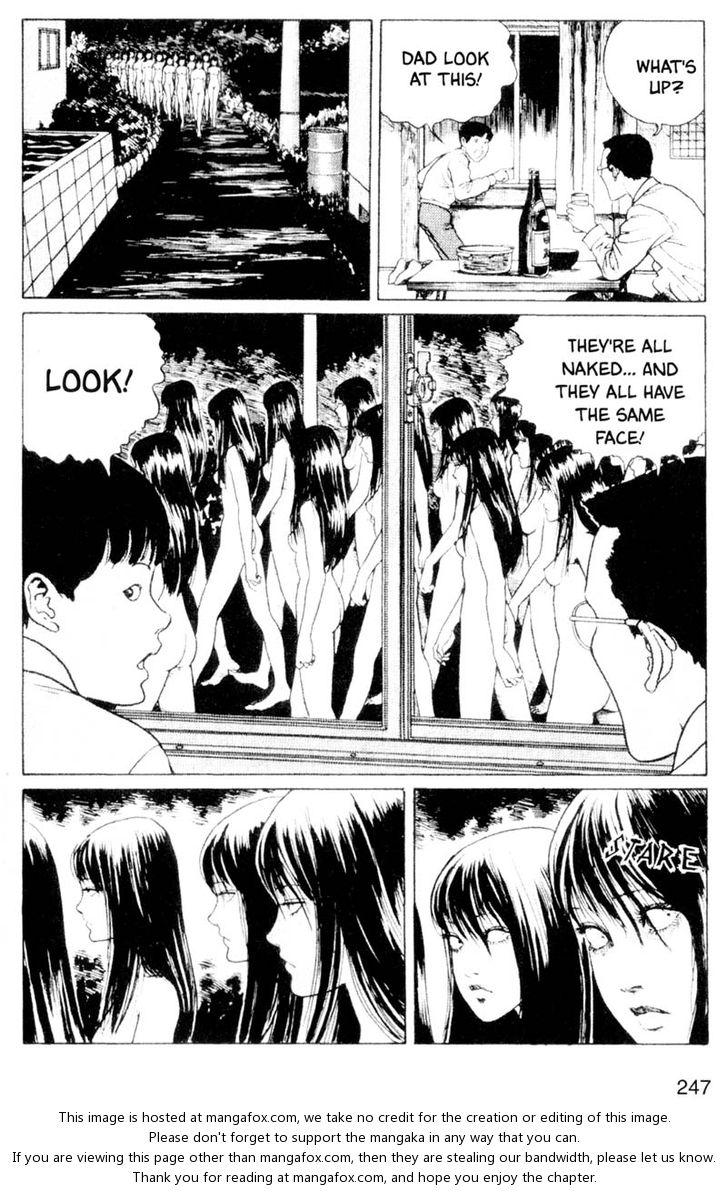 DAD LOOK
AT THIS!
WHAT'S
UP?
LOOK!
THEY'RE ALL
NAKED... AND
THEY ALL HAVE
THE SAME
FACE!
STARE
247
This image is hosted at mangafox.com, we take no credit for the creation or editing of this image.
Please don't forget to support the mangaka in any way that you can.
If you are viewing this page other than mangafox.com, then they are stealing our bandwidth, please let us know.
Thank you for reading at mangafox.com, and hope you enjoy the chapter.